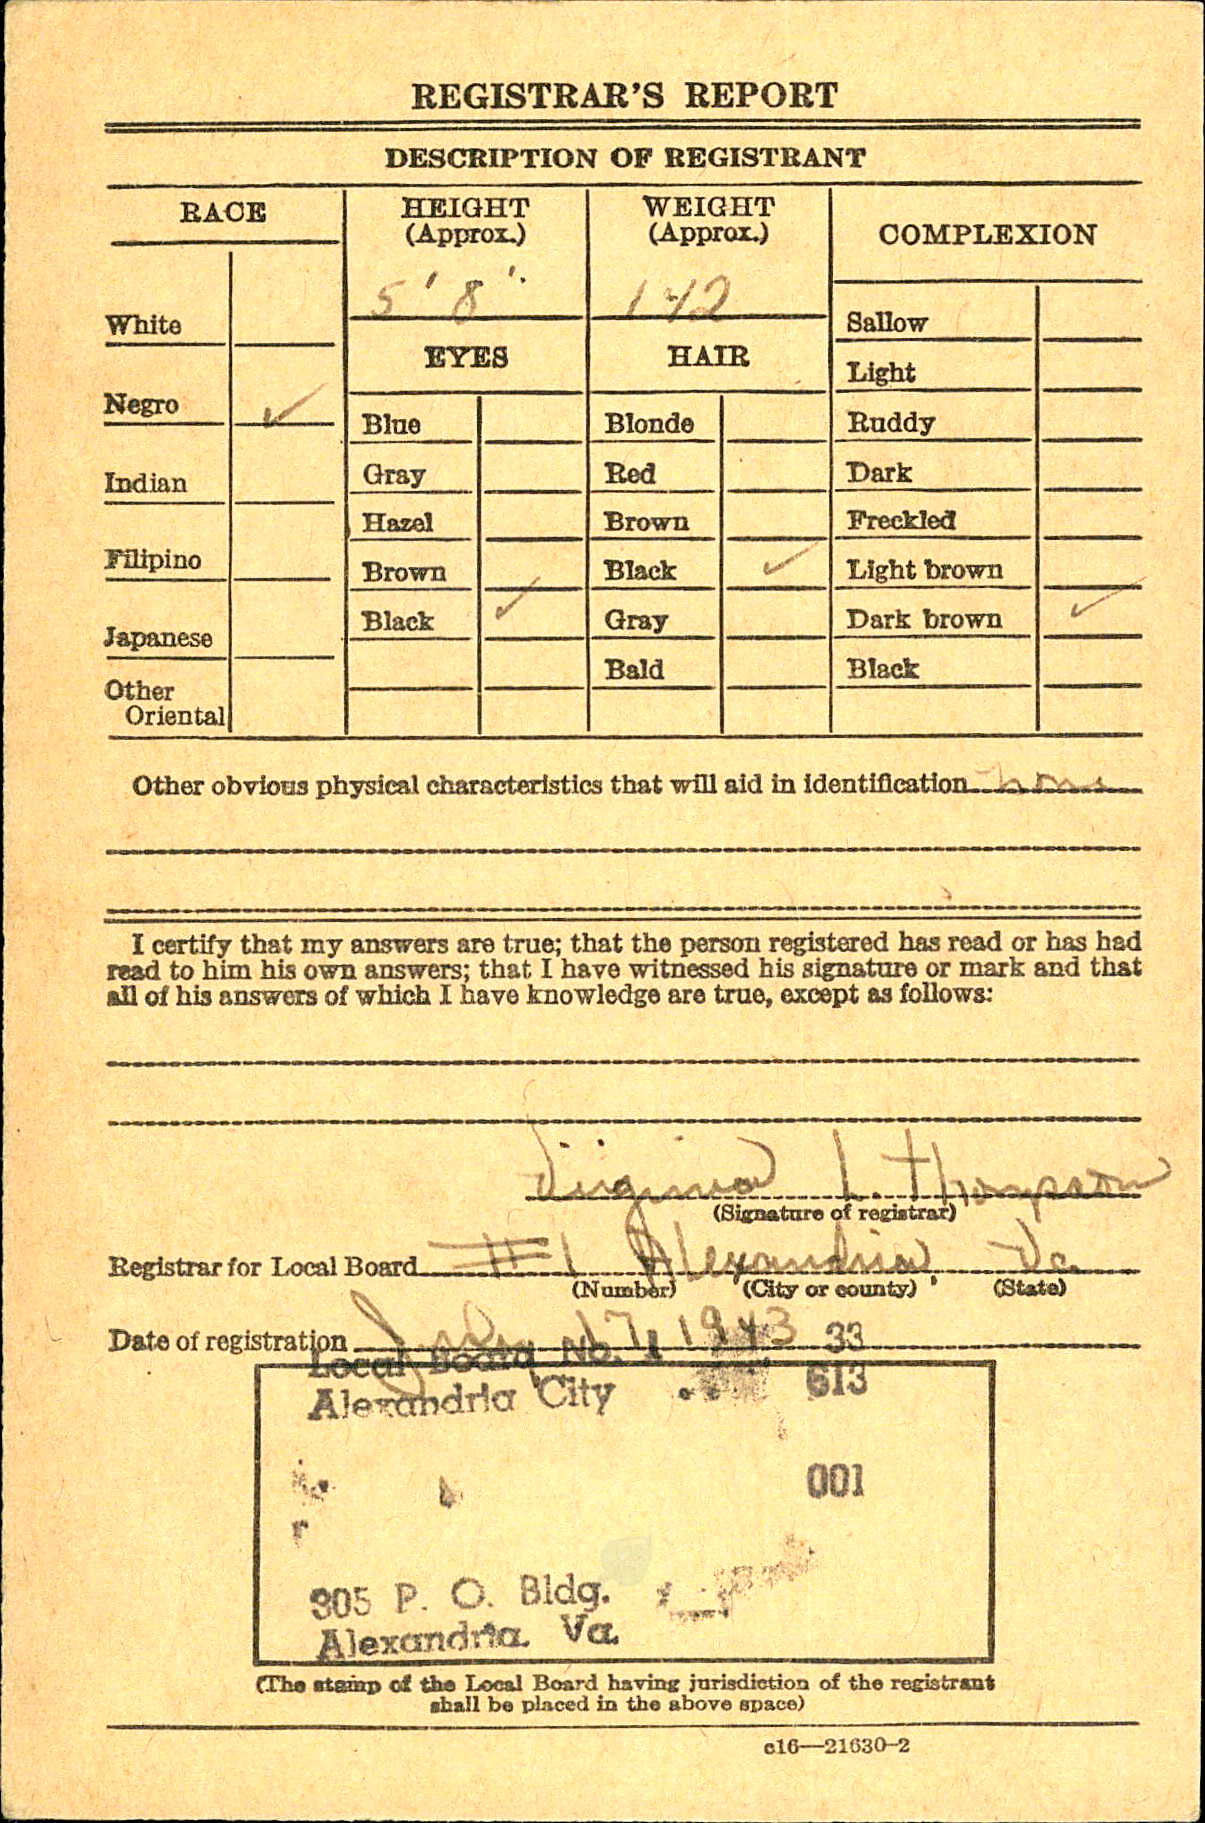 REGISTRAR'S REPORT
DESCRIPTION OF REGISTRANT
RACE
HEIGHT
(Approx.)
WEIGHT
(Approx.)
COMPLEXION
5' 8"
142
White
Negro ✓
Indian
Filipino
Japanese
Other
Oriental
EYES
Blue
Gray
Hazel
Brown
Black ✓
HAIR
Blonde
Red
Brown
Black ✓
Gray
Bald
Sallow
Light
Ruddy
Dark
Freckled
Light brown
Dark brown ✓
Black
Other obvious physical characteristics that will aid in identification none
I certify that my answers are true; that the person registered has read or has had
read to him his own answers; that I have witnessed his signature or mark and that
all of his answers of which I have knowledge are true, except as follows:
Virginia L. Thompson
(Signature of registrar)
Registrar for Local Board #1 Alexandria Va.
(Number) (City or county) (State)
Date of registration July 17, 1943
Local Board No. 1 33
Alexandria City 613
001
305 P. O. Bldg.
Alexandria. Va.
(The stamp of the Local Board having jurisdiction of the registrant
shall be placed in the above space)
c16—21630-2